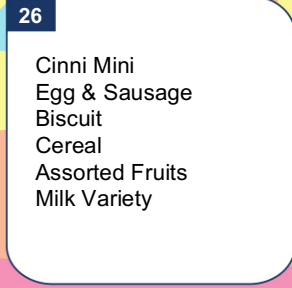 26
Cinni Mini
Egg & Sausage
Biscuit
Cereal
Assorted Fruits
Milk Variety